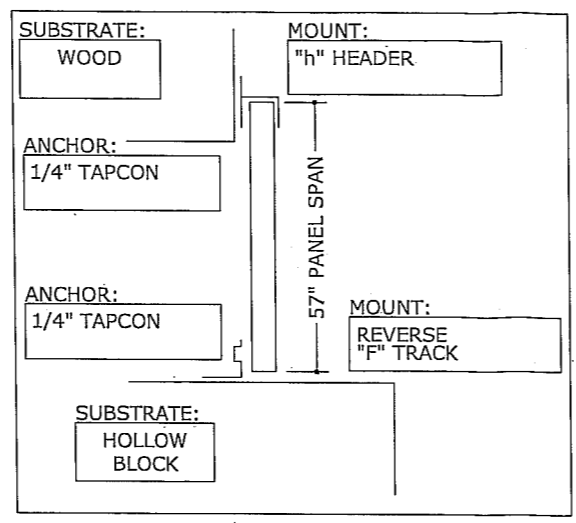 SUBSTRATE:
WOOD
MOUNT:
"h" HEADER
ANCHOR:
1/4" TAPCON
57" PANEL SPAN
ANCHOR:
1/4" TAPCON
MOUNT:
REVERSE
"F" TRACK
SUBSTRATE:
HOLLOW
BLOCK